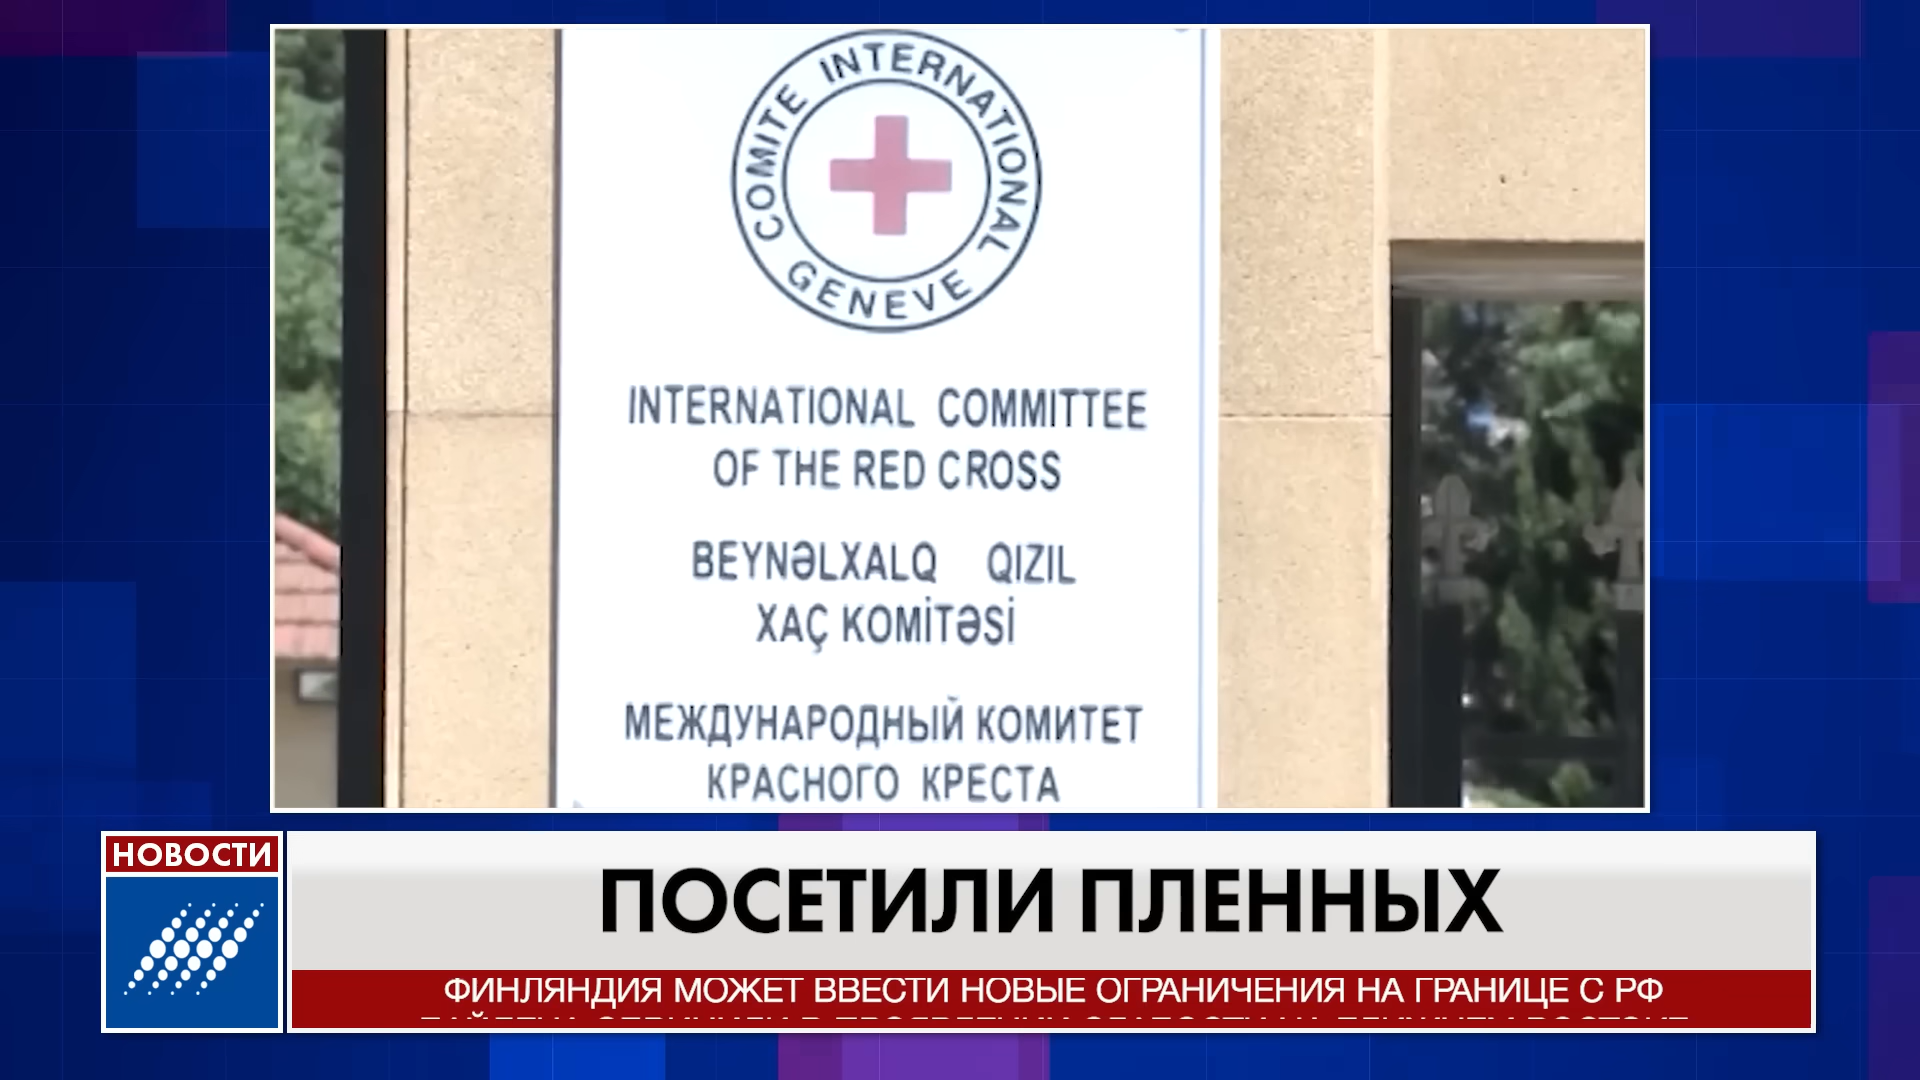 COMITE INTERNATIONAL GENEVE
INTERNATIONAL COMMITTEE
OF THE RED CROSS
BEYNƏLXALQ QIZIL
XAÇ KOMİTƏSİ
МЕЖДУНАРОДНЫЙ КОМИТЕТ
КРАСНОГО КРЕСТА
НОВОСТИ
ПОСЕТИЛИ ПЛЕННЫХ
ФИНЛЯНДИЯ МОЖЕТ ВВЕСТИ НОВЫЕ ОГРАНИЧЕНИЯ НА ГРАНИЦЕ С РФ